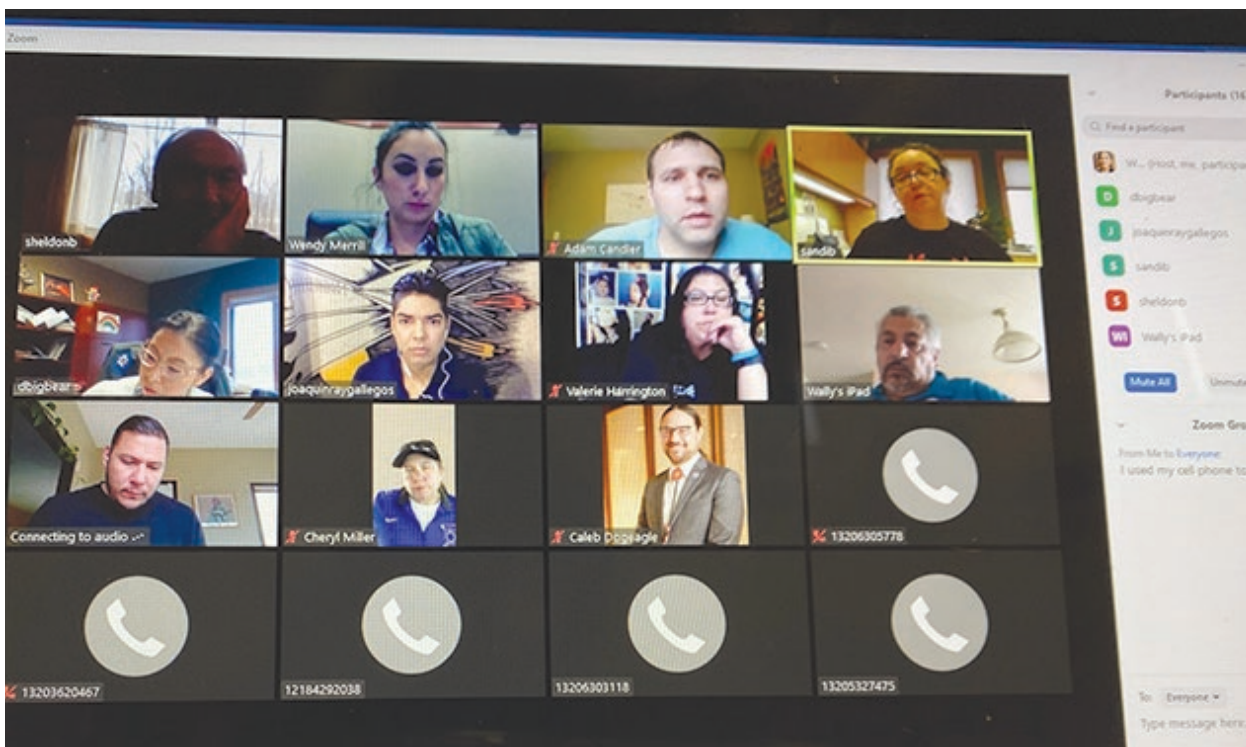 Zoom
sheldonb
Wendy Merrill
Adam Candler
sandib
dbigbear
joaquinraygallegos
Valerie Harrington
Wally's iPad
Connecting to audio
Cheryl Miller
Caleb Dogeagle
13206305778
13203620467
12184292038
13206303118
13205327475
Participants (16
Find a participant
W... (Host, me, participa
D dbigbear
J joaquinraygallegos
S sandib
S sheldonb
WI Wally's iPad
Mute All Unmute
Zoom Gro
From Me to Everyone:
I used my cell phone to
To: Everyone
Type message here